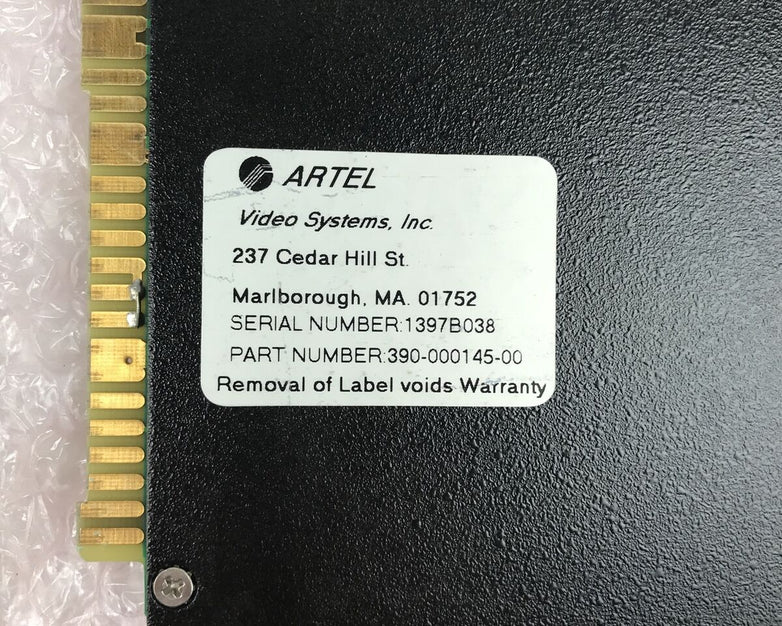 ARTEL
Video Systems, Inc.
237 Cedar Hill St.
Marlborough, MA. 01752
SERIAL NUMBER:1397B038
PART NUMBER:390-000145-00
Removal of Label voids Warranty